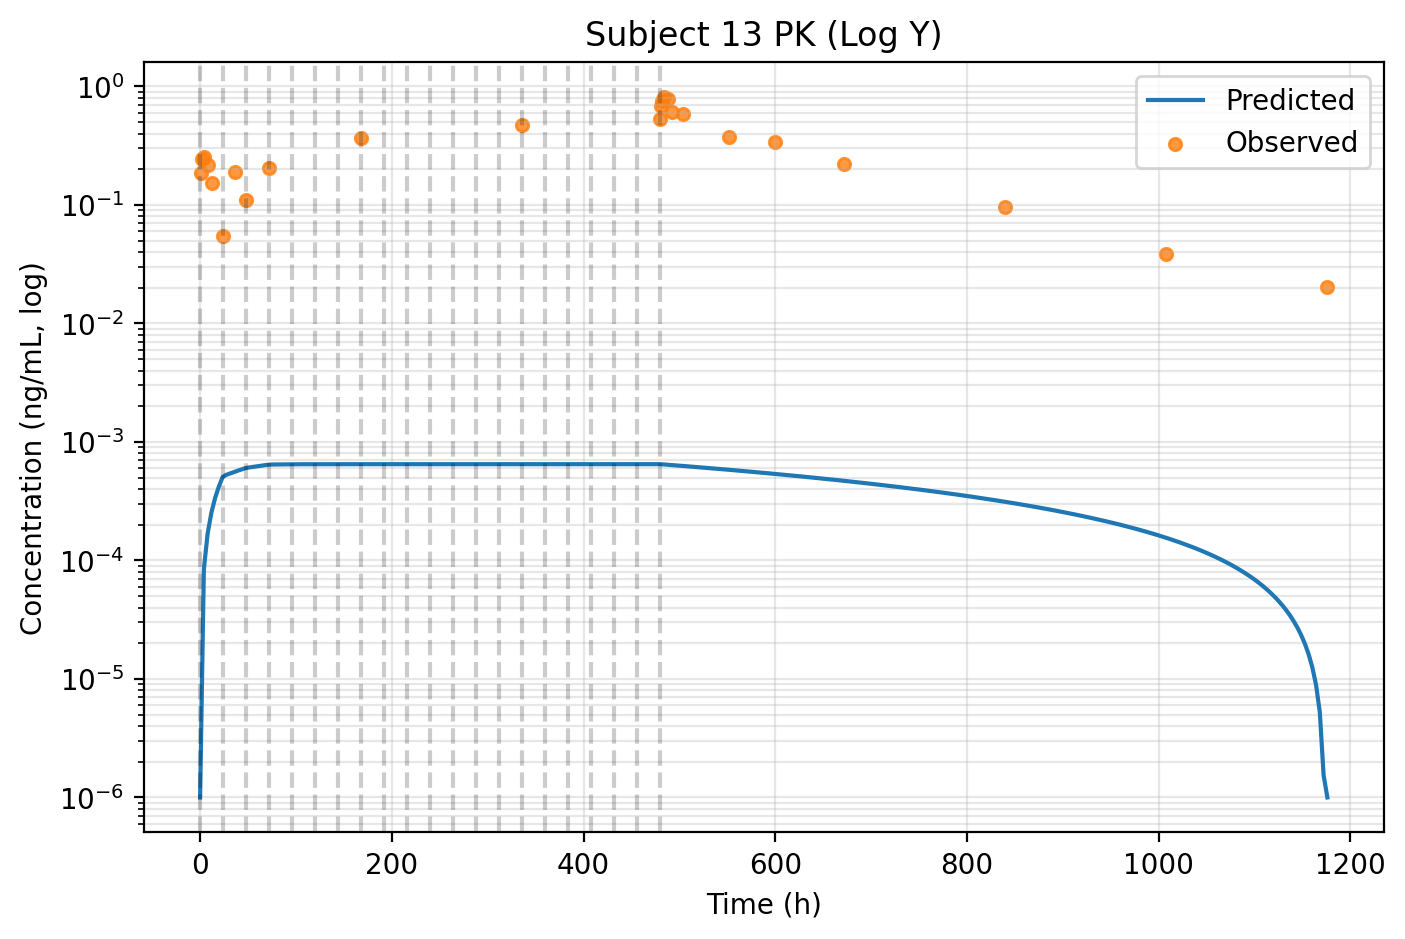 Subject 13 PK (Log Y)
Predicted
Observed
Concentration (ng/mL, log)
10⁰
10⁻¹
10⁻²
10⁻³
10⁻⁴
10⁻⁵
10⁻⁶
0 200 400 600 800 1000 1200
Time (h)